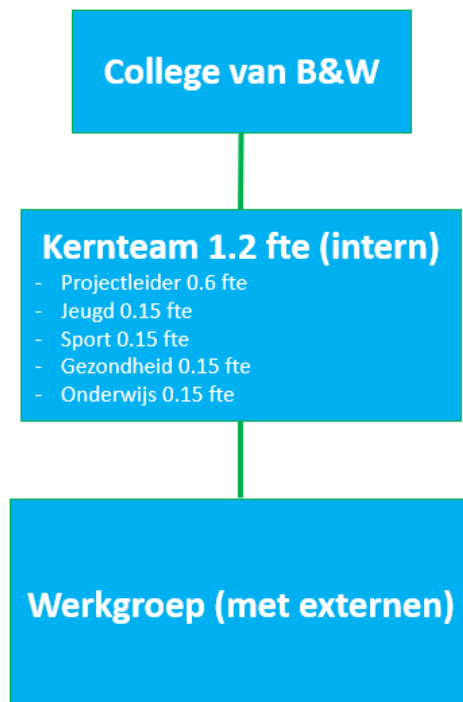 College van B&W
Kernteam 1.2 fte (intern)
- Projectleider 0.6 fte
- Jeugd 0.15 fte
- Sport 0.15 fte
- Gezondheid 0.15 fte
- Onderwijs 0.15 fte
Werkgroep (met externen)